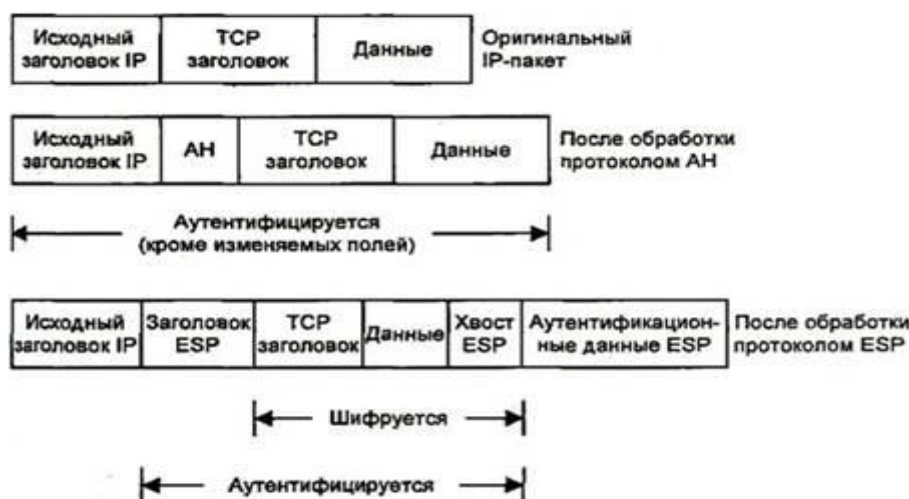 Исходный
заголовок IP
TCP
заголовок
Данные
Оригинальный
IP-пакет
Исходный
заголовок IP
AH
TCP
заголовок
Данные
После обработки
протоколом AH
Аутентифицируется
(кроме изменяемых полей)
Исходный
заголовок IP
Заголовок
ESP
TCP
заголовок
Данные
Хвост
ESP
Аутентификацион-
ные данные ESP
После обработки
протоколом ESP
Шифруется
Аутентифицируется